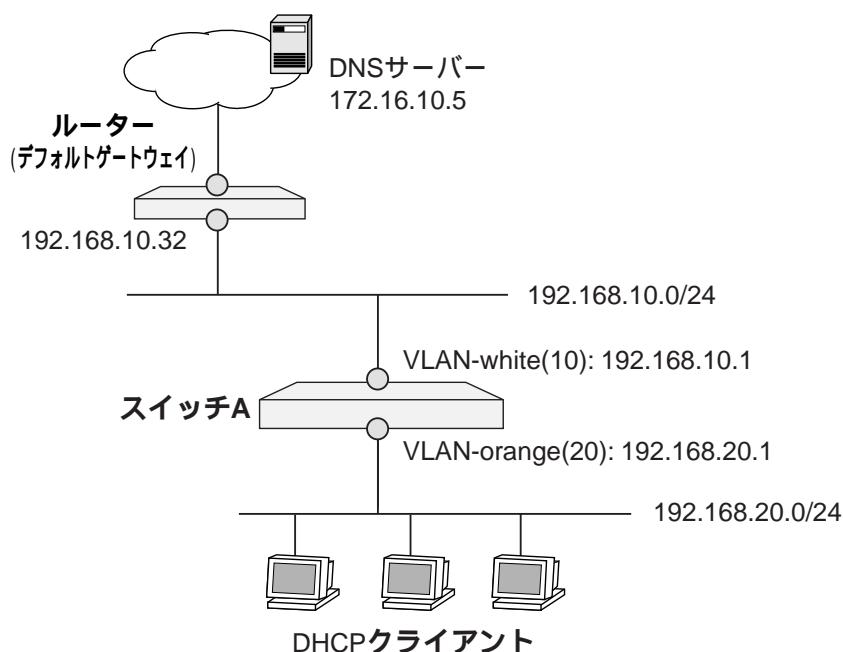 DNSサーバー
172.16.10.5
ルーター
(デフォルトゲートウェイ)
192.168.10.32
192.168.10.0/24
VLAN-white(10): 192.168.10.1
スイッチA
VLAN-orange(20): 192.168.20.1
192.168.20.0/24
DHCPクライアント